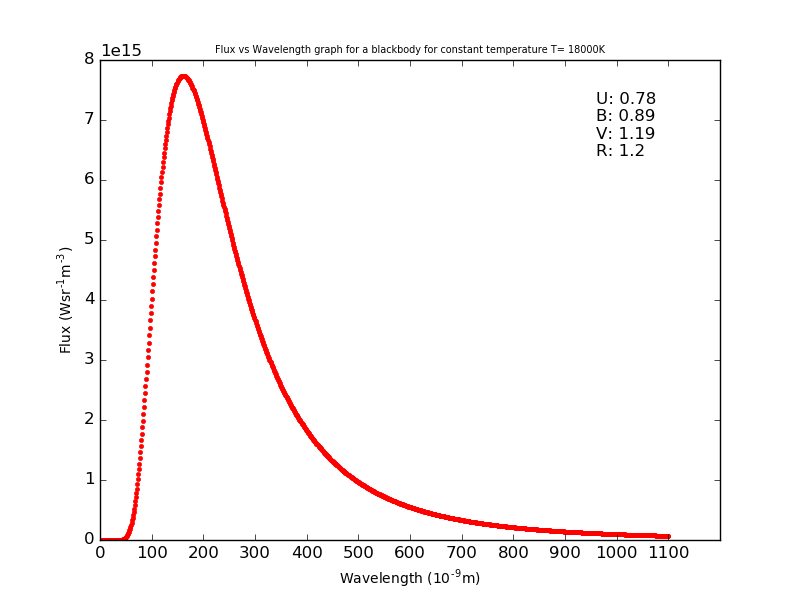 Flux vs Wavelength graph for a blackbody for constant temperature T= 18000K
1e15
8
7
6
5
4
3
2
1
0
U: 0.78
B: 0.89
V: 1.19
R: 1.2
Flux (Wsr⁻¹m⁻³)
0 100 200 300 400 500 600 700 800 900 1000 1100
Wavelength (10⁻⁹m)